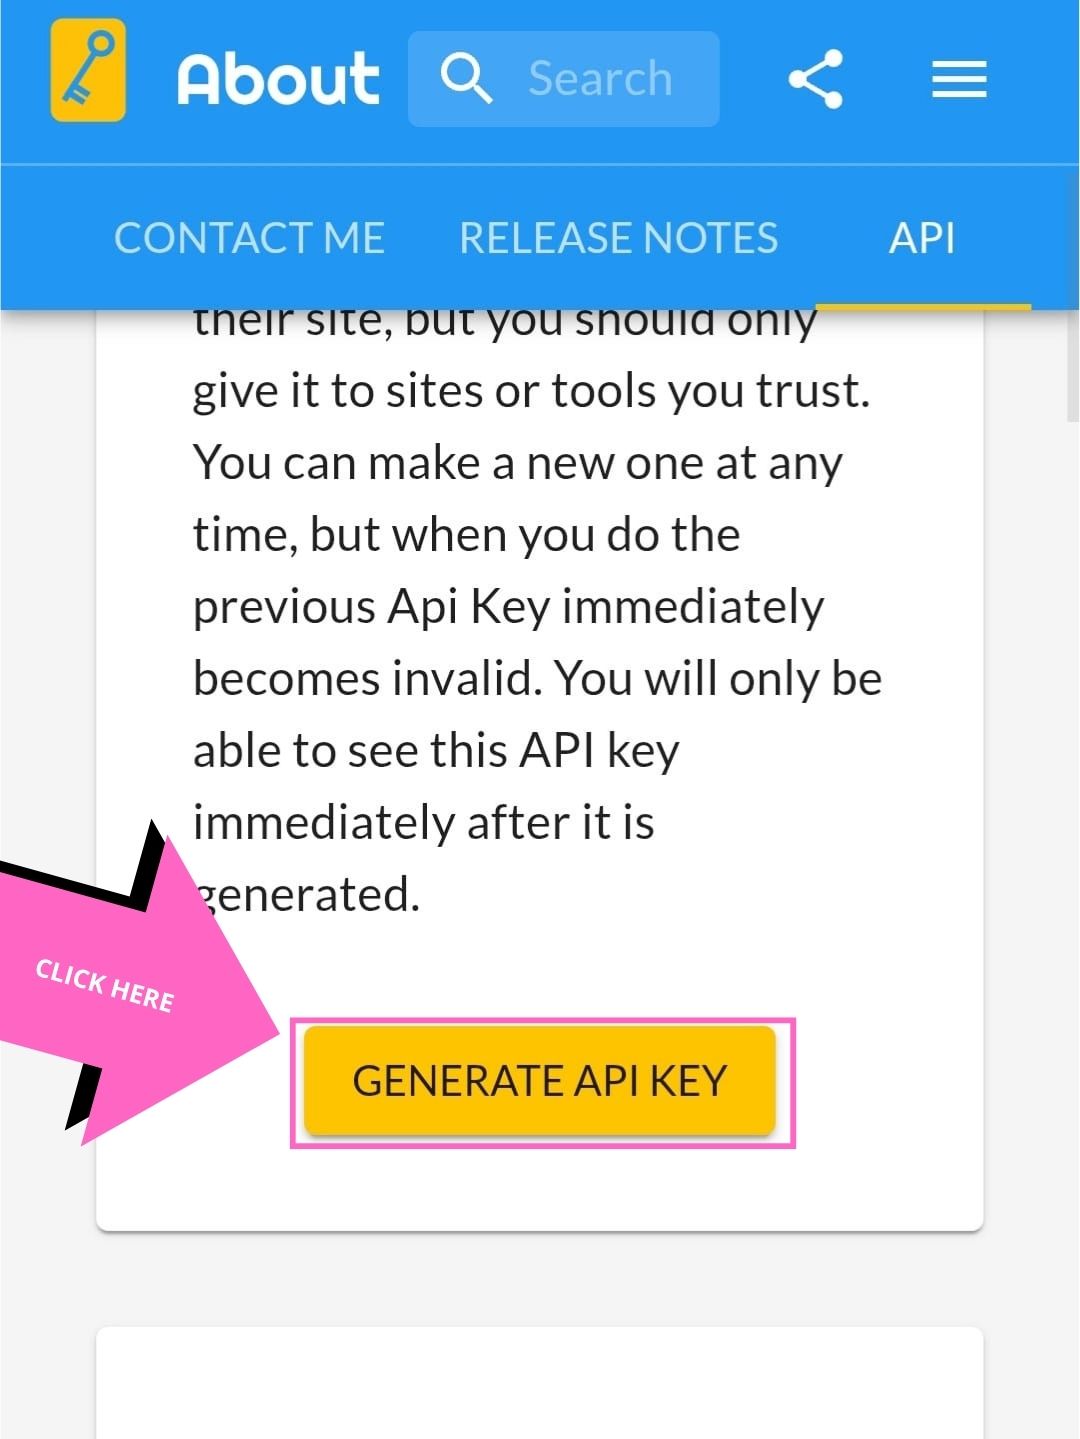 About
Search
CONTACT ME
RELEASE NOTES
API
their site, but you should only
give it to sites or tools you trust.
You can make a new one at any
time, but when you do the
previous Api Key immediately
becomes invalid. You will only be
able to see this API key
immediately after it is
generated.
CLICK HERE
GENERATE API KEY